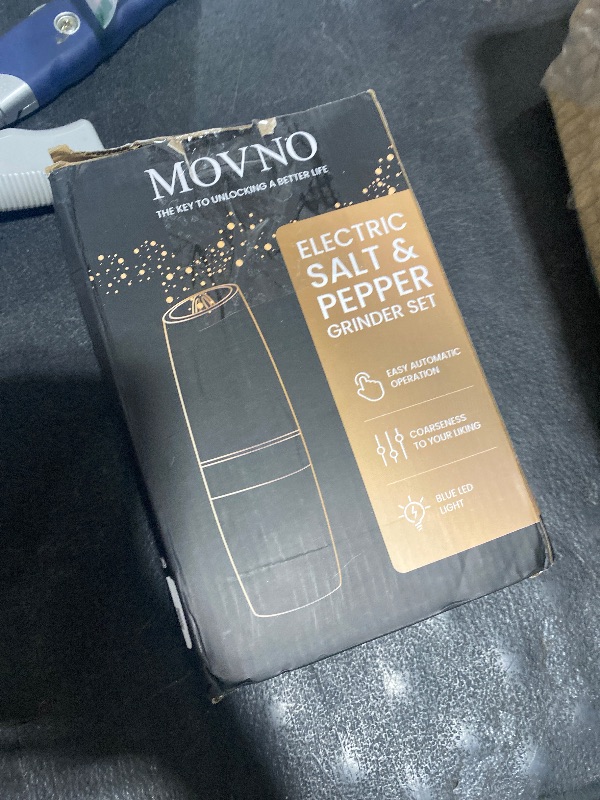 MOVNO
THE KEY TO UNLOCKING A BETTER LIFE
ELECTRIC
SALT &
PEPPER
GRINDER SET
EASY AUTOMATIC
OPERATION
COARSENESS
TO YOUR LIKING
BLUE LED
LIGHT